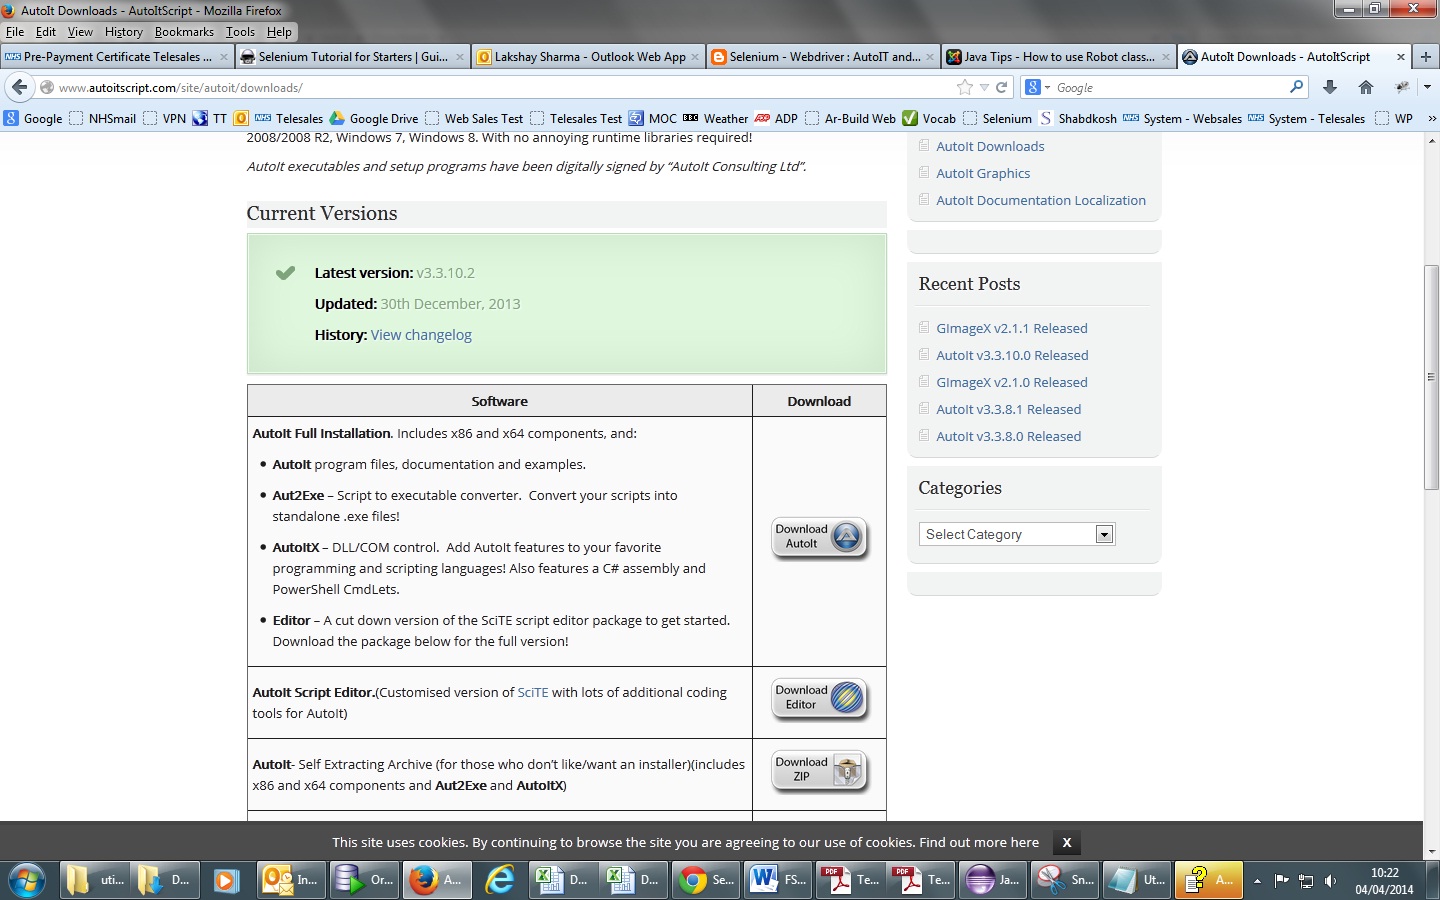 AutoIt Downloads - AutoItScript - Mozilla Firefox
File Edit View History Bookmarks Tools Help
Pre-Payment Certificate Telesales ...
Selenium Tutorial for Starters | Gui...
Lakshay Sharma - Outlook Web App
Selenium - Webdriver : AutoIT and...
Java Tips - How to use Robot class...
AutoIt Downloads - AutoItScript
www.autoitscript.com/site/autoit/downloads/
Google
Google NHSmail VPN TT Telesales Google Drive Web Sales Test Telesales Test MOC BBC Weather ADP Ar-Build Web Vocab Selenium Shabdkosh System - Websales System - Telesales WP »
2008/2008 R2, Windows 7, Windows 8. With no annoying runtime libraries required!
AutoIt executables and setup programs have been digitally signed by “AutoIt Consulting Ltd”.
Current Versions
Latest version: v3.3.10.2
Updated: 30th December, 2013
History: View changelog
Software Download
AutoIt Full Installation. Includes x86 and x64 components, and:
• AutoIt program files, documentation and examples.
• Aut2Exe – Script to executable converter. Convert your scripts into
standalone .exe files!
• AutoItX – DLL/COM control. Add AutoIt features to your favorite
programming and scripting languages! Also features a C# assembly and
PowerShell CmdLets.
• Editor – A cut down version of the SciTE script editor package to get started.
Download the package below for the full version!
Download
AutoIt
AutoIt Script Editor.(Customised version of SciTE with lots of additional coding
tools for AutoIt)
Download
Editor
AutoIt- Self Extracting Archive (for those who don’t like/want an installer)(includes
x86 and x64 components and Aut2Exe and AutoItX)
Download
ZIP
AutoIt Downloads
AutoIt Graphics
AutoIt Documentation Localization
Recent Posts
GImageX v2.1.1 Released
AutoIt v3.3.10.0 Released
GImageX v2.1.0 Released
AutoIt v3.3.8.1 Released
AutoIt v3.3.8.0 Released
Categories
Select Category
This site uses cookies. By continuing to browse the site you are agreeing to our use of cookies. Find out more here X
uti... D... In... Or... A... D... D... Se... FS... Te... Te... Ja... Sn... Ut... A...
10:22
04/04/2014